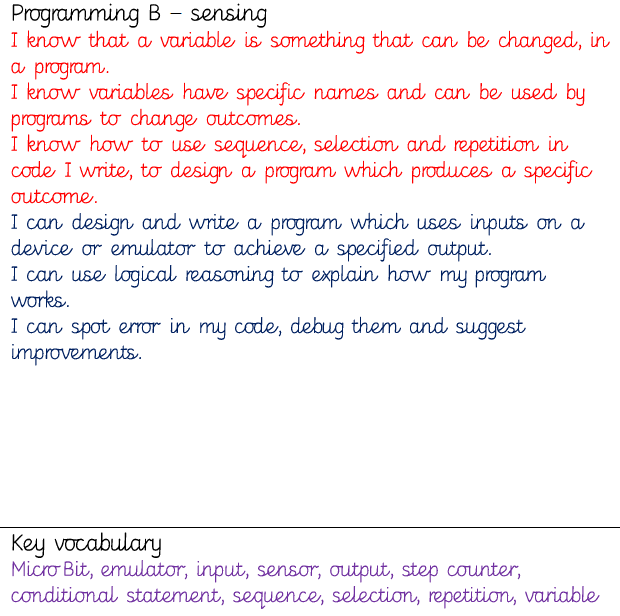 Programming B – sensing
I know that a variable is something that can be changed, in
a program.
I know variables have specific names and can be used by
programs to change outcomes.
I know how to use sequence, selection and repetition in
code I write, to design a program which produces a specific
outcome.
I can design and write a program which uses inputs on a
device or emulator to achieve a specified output.
I can use logical reasoning to explain how my program
works.
I can spot error in my code, debug them and suggest
improvements.
Key vocabulary
Micro Bit, emulator, input, sensor, output, step counter,
conditional statement, sequence, selection, repetition, variable